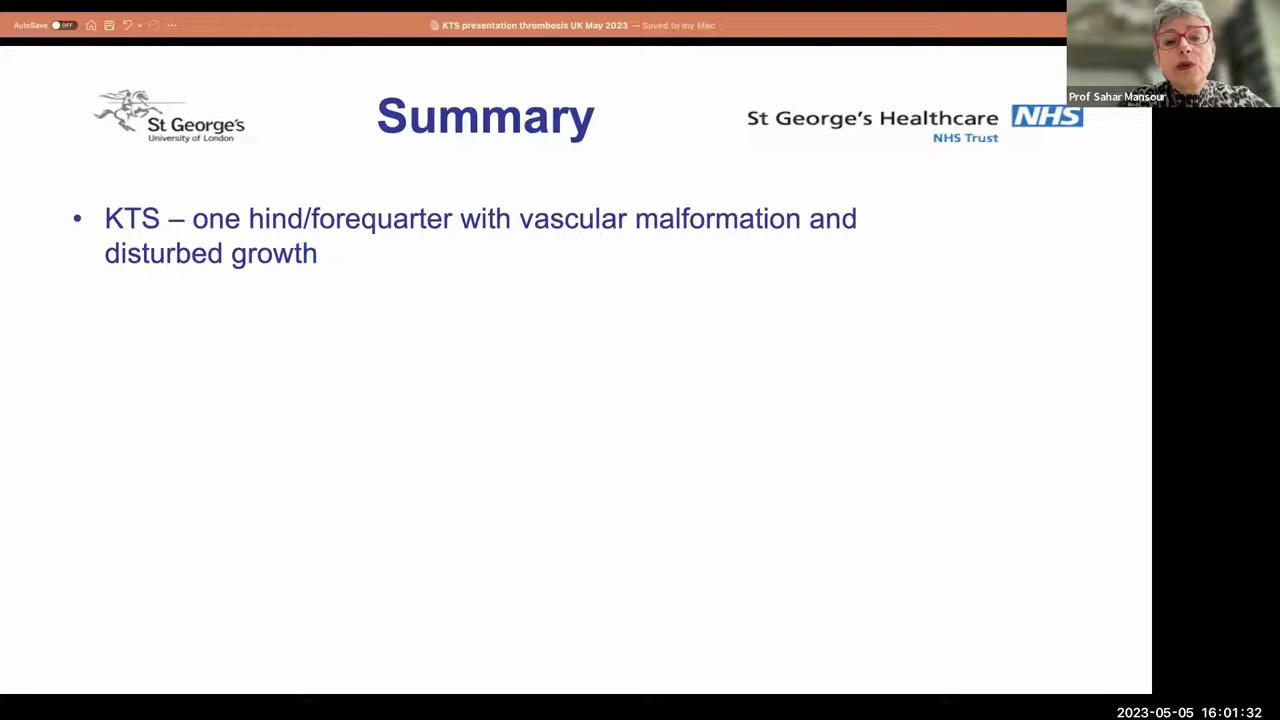 AutoSave OFF
KTS presentation thrombosis UK May 2023 — Saved to my Mac
Prof Sahar Mansour
St George's
University of London
Summary
St George's Healthcare NHS
NHS Trust
• KTS – one hind/forequarter with vascular malformation and
disturbed growth
2023-05-05 16:01:32